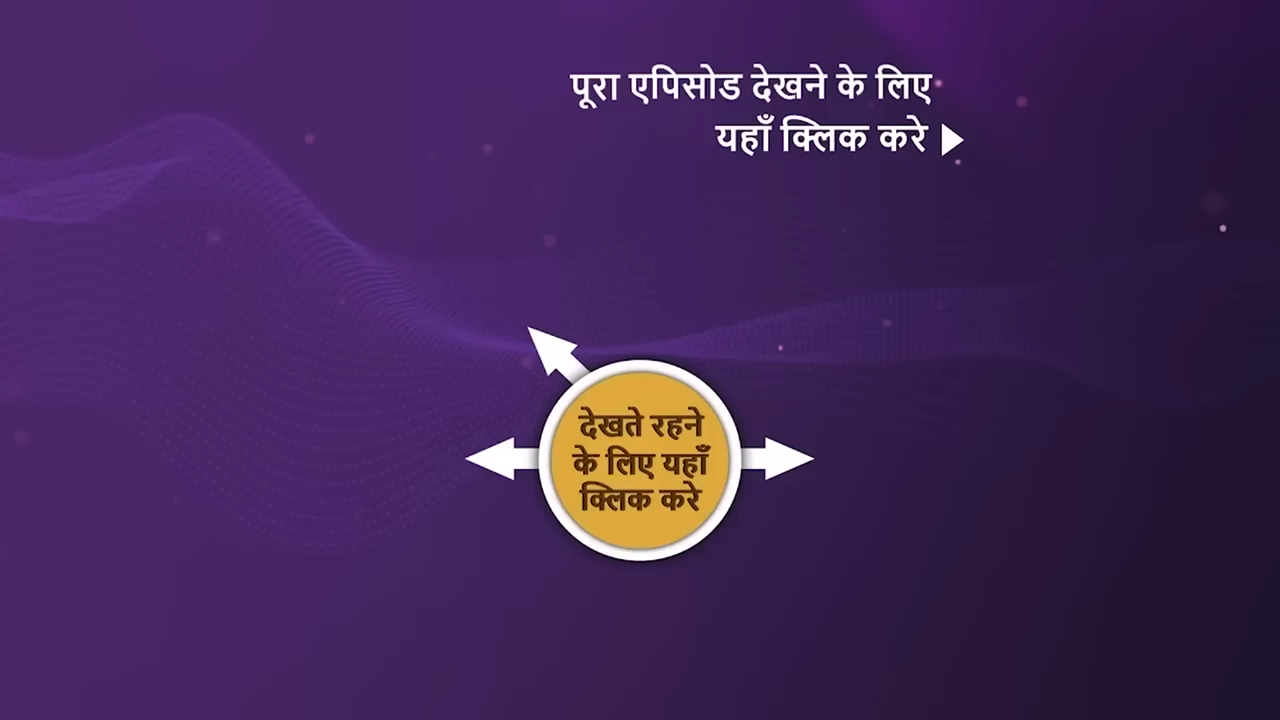 पूरा एपिसोड देखने के लिए
यहाँ क्लिक करे
देखते रहने
के लिए यहाँ
क्लिक करे